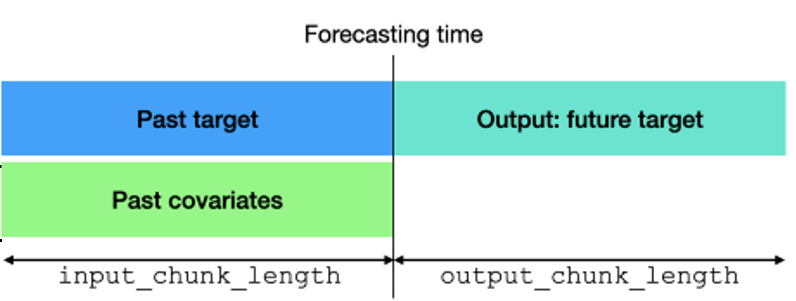 Forecasting time
Past target
Output: future target
Past covariates
input_chunk_length
output_chunk_length